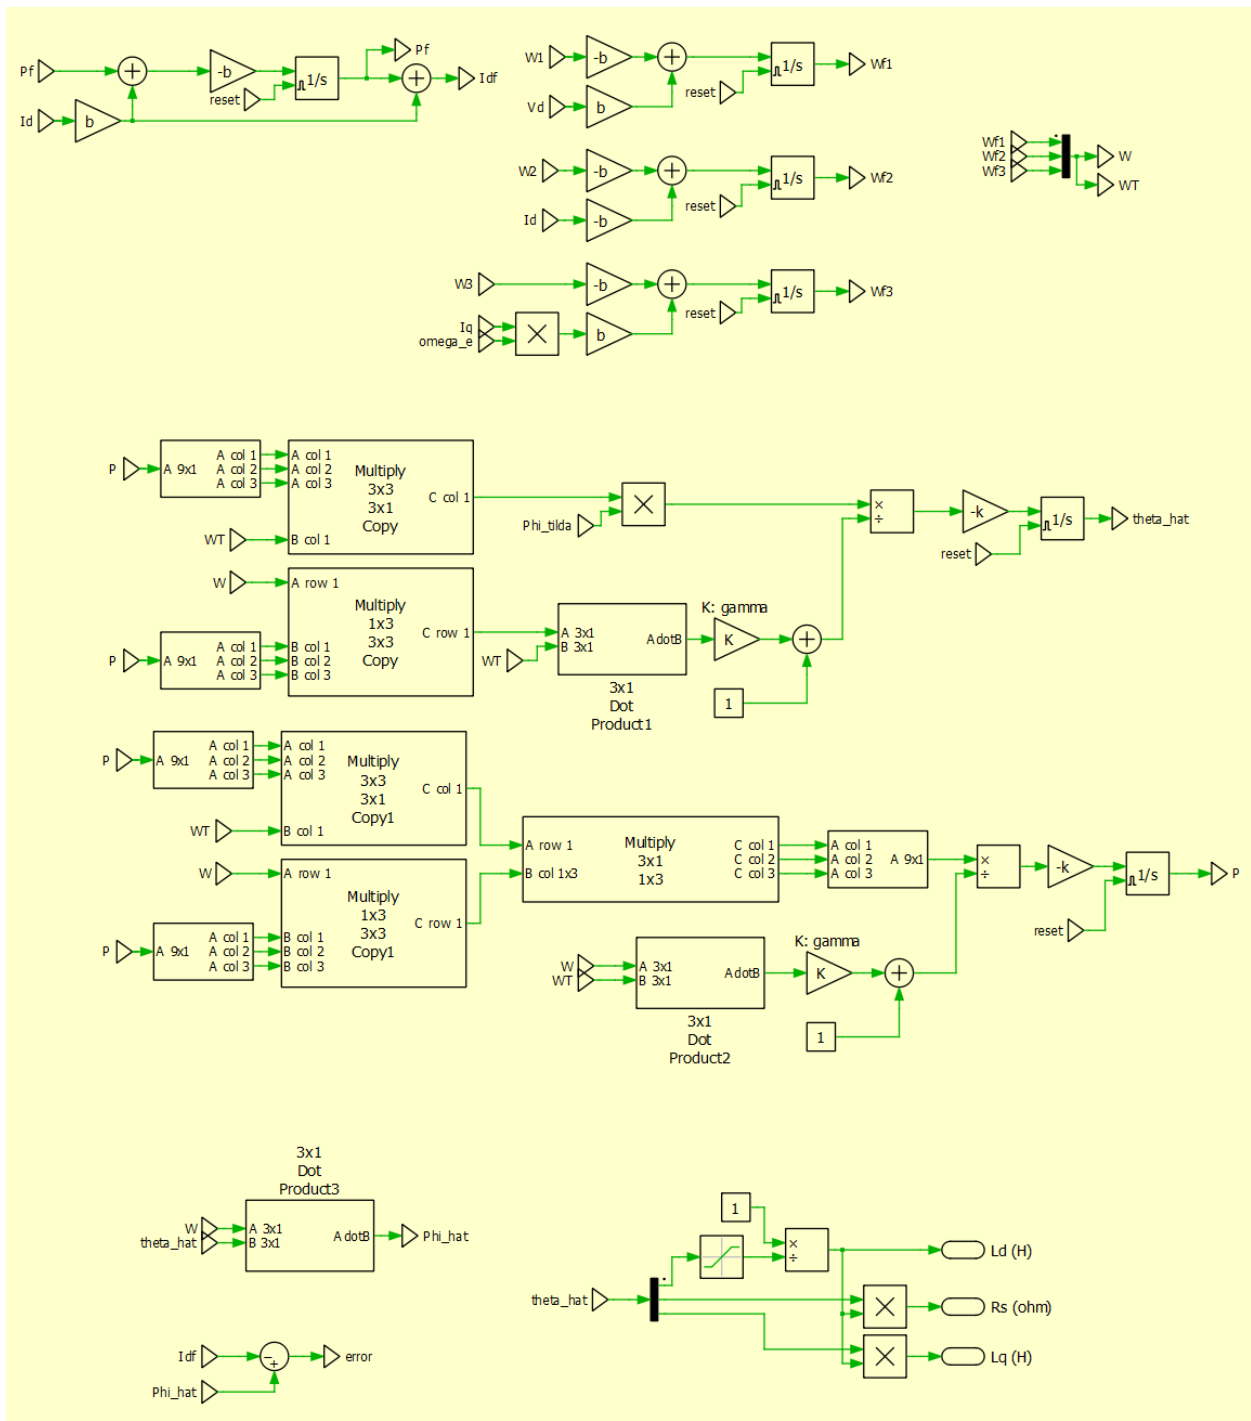 Pf
-b
1/s
Pf
Idf
reset
Id
b
W1
-b
1/s
Wf1
reset
Vd
b
W2
-b
1/s
Wf2
reset
Id
-b
Wf1
Wf2
Wf3
W
WT
W3
-b
1/s
Wf3
reset
Iq
omega_e
b
P
A 9x1
A col 1
A col 2
A col 3
A col 1
A col 2
A col 3
B col 1
Multiply
3x3
3x1
Copy
C col 1
WT
Phi_tilda
×
÷
-k
1/s
theta_hat
reset
W
A row 1
Multiply
1x3
3x3
Copy
C row 1
P
A 9x1
A col 1
A col 2
A col 3
B col 1
B col 2
B col 3
WT
A 3x1
B 3x1
AdotB
3x1
Dot
Product1
K: gamma
K
1
P
A 9x1
A col 1
A col 2
A col 3
A col 1
A col 2
A col 3
B col 1
Multiply
3x3
3x1
Copy1
C col 1
WT
W
A row 1
Multiply
1x3
3x3
Copy1
C row 1
P
A 9x1
A col 1
A col 2
A col 3
B col 1
B col 2
B col 3
A row 1
B col 1x3
Multiply
3x1
1x3
C col 1
C col 2
C col 3
A col 1
A col 2
A col 3
A 9x1
×
÷
-k
1/s
P
reset
W
WT
A 3x1
B 3x1
AdotB
3x1
Dot
Product2
K: gamma
K
1
3x1
Dot
Product3
W
theta_hat
A 3x1
B 3x1
AdotB
Phi_hat
1
×
÷
Ld (H)
theta_hat
Rs (ohm)
Lq (H)
Idf
error
Phi_hat